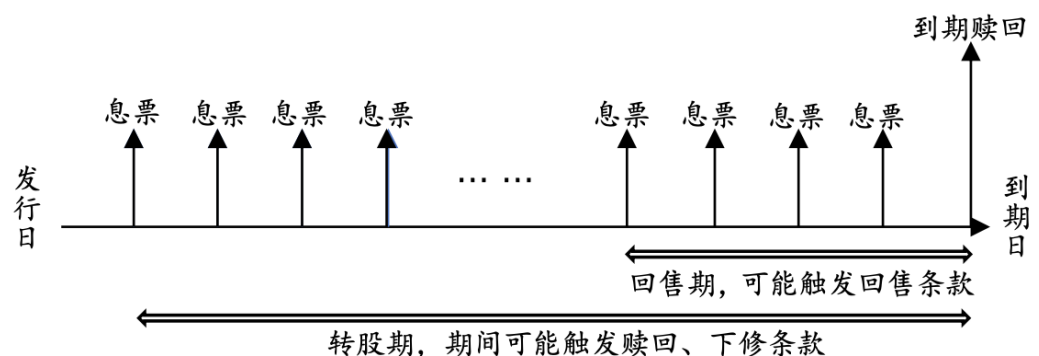 到期赎回
息票 息票 息票 息票 息票 息票 息票 息票
... ...
发行日
到期日
回售期，可能触发回售条款
转股期，期间可能触发赎回、下修条款